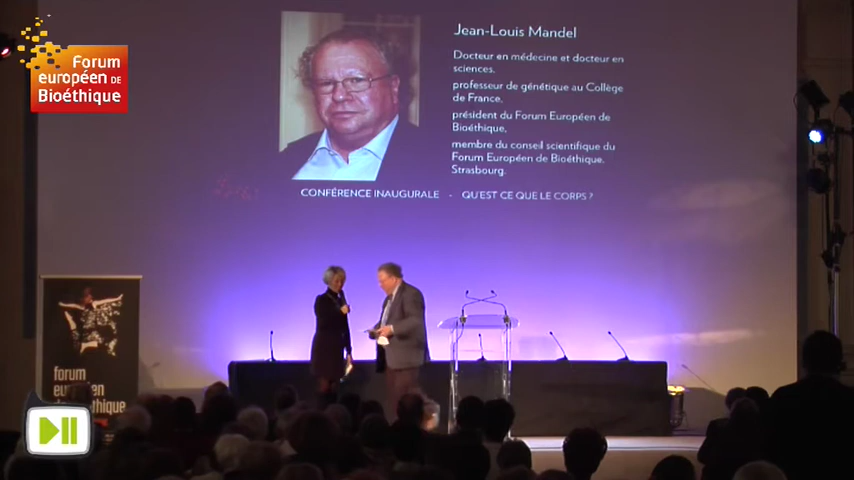 Forum
européen DE
Bioéthique
Jean-Louis Mandel
Docteur en médecine et docteur en
sciences,
professeur de génétique au Collège
de France,
président du Forum Européen de
Bioéthique,
membre du conseil scientifique du
Forum Européen de Bioéthique,
Strasbourg.
CONFÉRENCE INAUGURALE - QU'EST CE QUE LE CORPS ?
forum
européen
de bioéthique